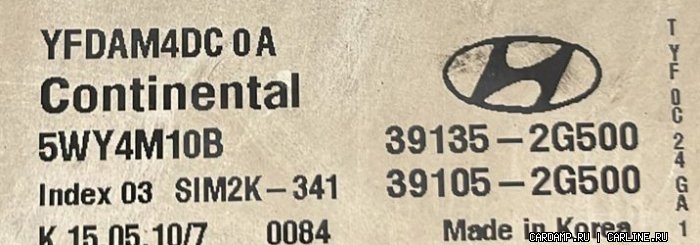 YFDAM4DC 0A
Continental
5WY4M10B
Index 03 SIM2K-341
K 15.05.10/7 0084
39135-2G500
39105-2G500
Made in Korea
TYF0C24GA1
CARDAMP.RU | CARLINE.RU